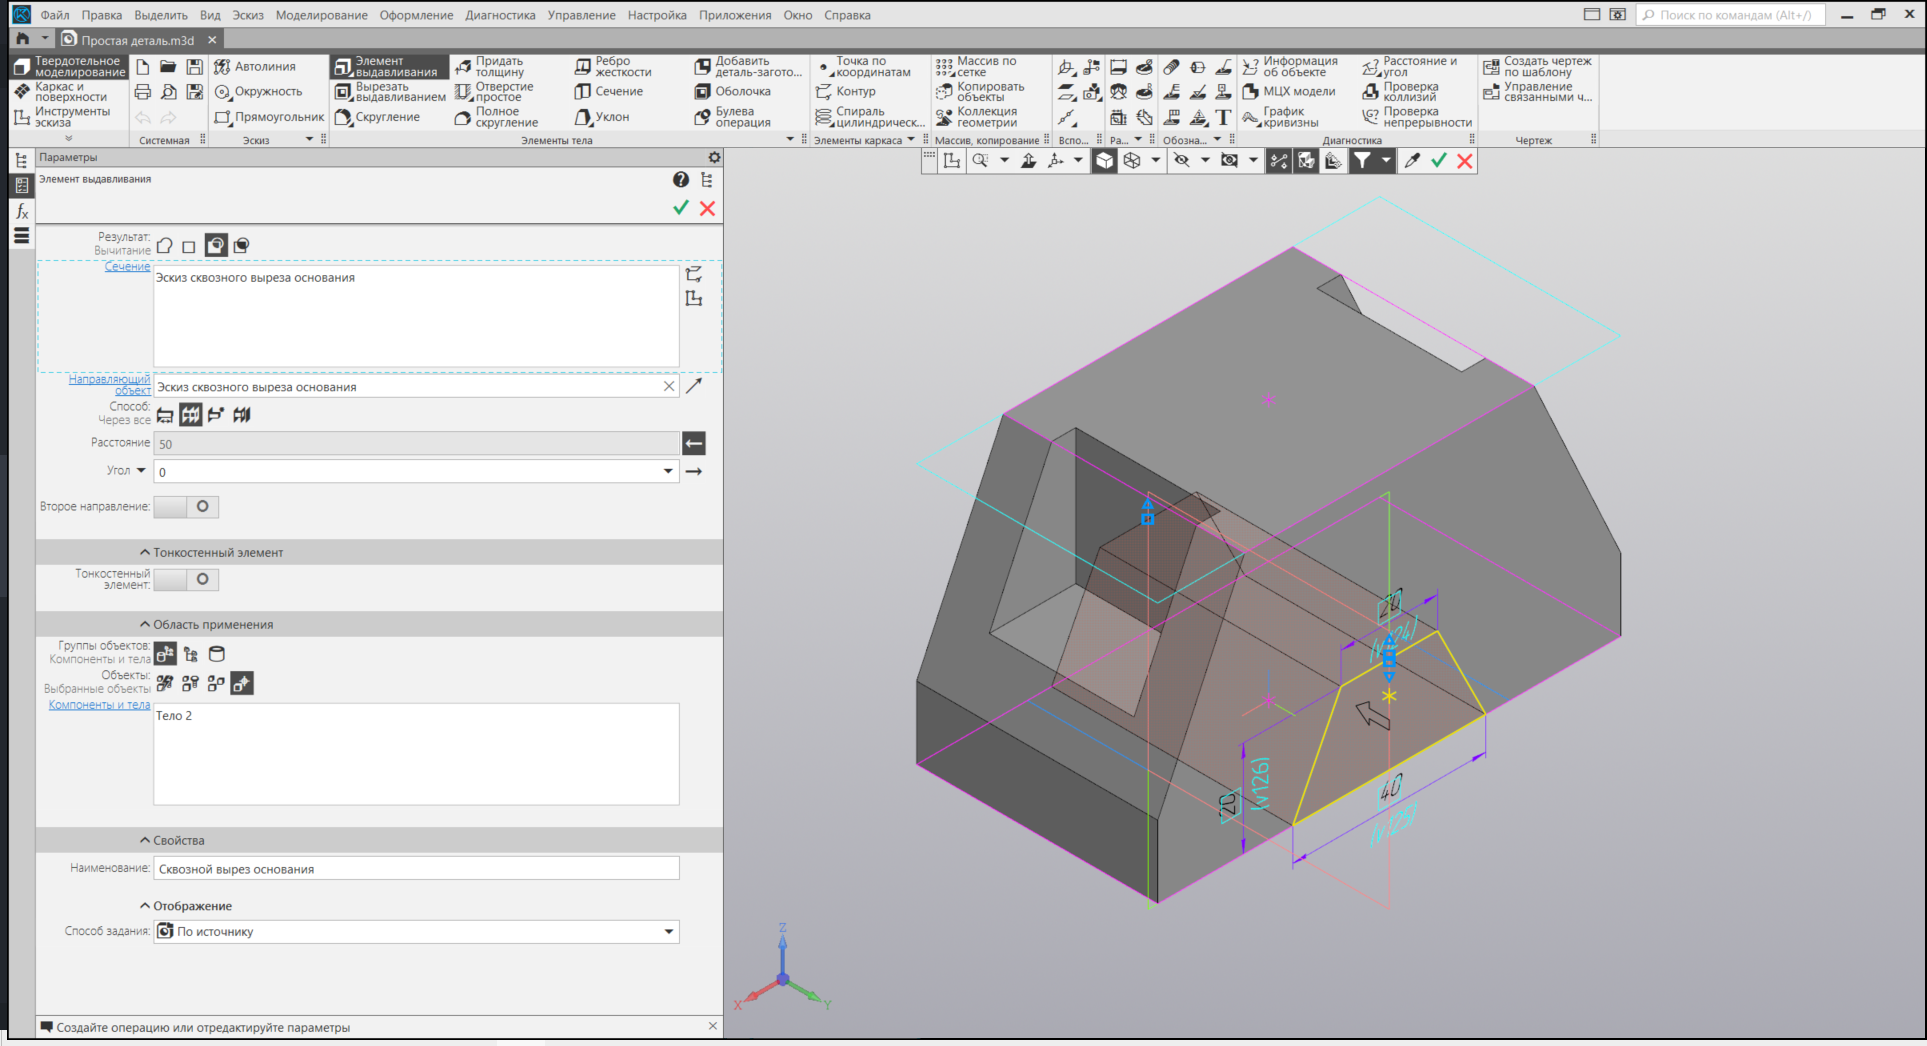 Файл Правка Выделить Вид Эскиз Моделирование Оформление Диагностика Управление Настройка Приложения Окно Справка
Поиск по командам (Alt+/)
Простая деталь.m3d
Твердотельное моделирование
Каркас и поверхности
Инструменты эскиза
Системная
Автолиния
Окружность
Прямоугольник
Эскиз
Элемент выдавливания
Вырезать выдавливанием
Скругление
Придать толщину
Отверстие простое
Полное скругление
Ребро жесткости
Сечение
Уклон
Добавить деталь-загото...
Оболочка
Булева операция
Элементы тела
Точка по координатам
Контур
Спираль цилиндрическ...
Элементы каркаса
Массив по сетке
Копировать объекты
Коллекция геометрии
Массив, копирование
Вспо...
Ра...
Обозна...
Информация об объекте
МЦХ модели
График кривизны
Расстояние и угол
Проверка коллизий
Проверка непрерывности
Диагностика
Создать чертеж по шаблону
Управление связанными ч...
Чертеж
Параметры
Элемент выдавливания
Результат:
Вычитание
Сечение
Эскиз сквозного выреза основания
Направляющий объект
Эскиз сквозного выреза основания
Способ:
Через все
Расстояние 50
Угол 0
Второе направление:
Тонкостенный элемент
Тонкостенный элемент:
Область применения
Группы объектов:
Компоненты и тела
Объекты:
Выбранные объекты
Компоненты и тела
Тело 2
Свойства
Наименование: Сквозной вырез основания
Отображение
Способ задания: По источнику
Создайте операцию или отредактируйте параметры
20
20
(v126)
40
(v125)
Z
X
Y